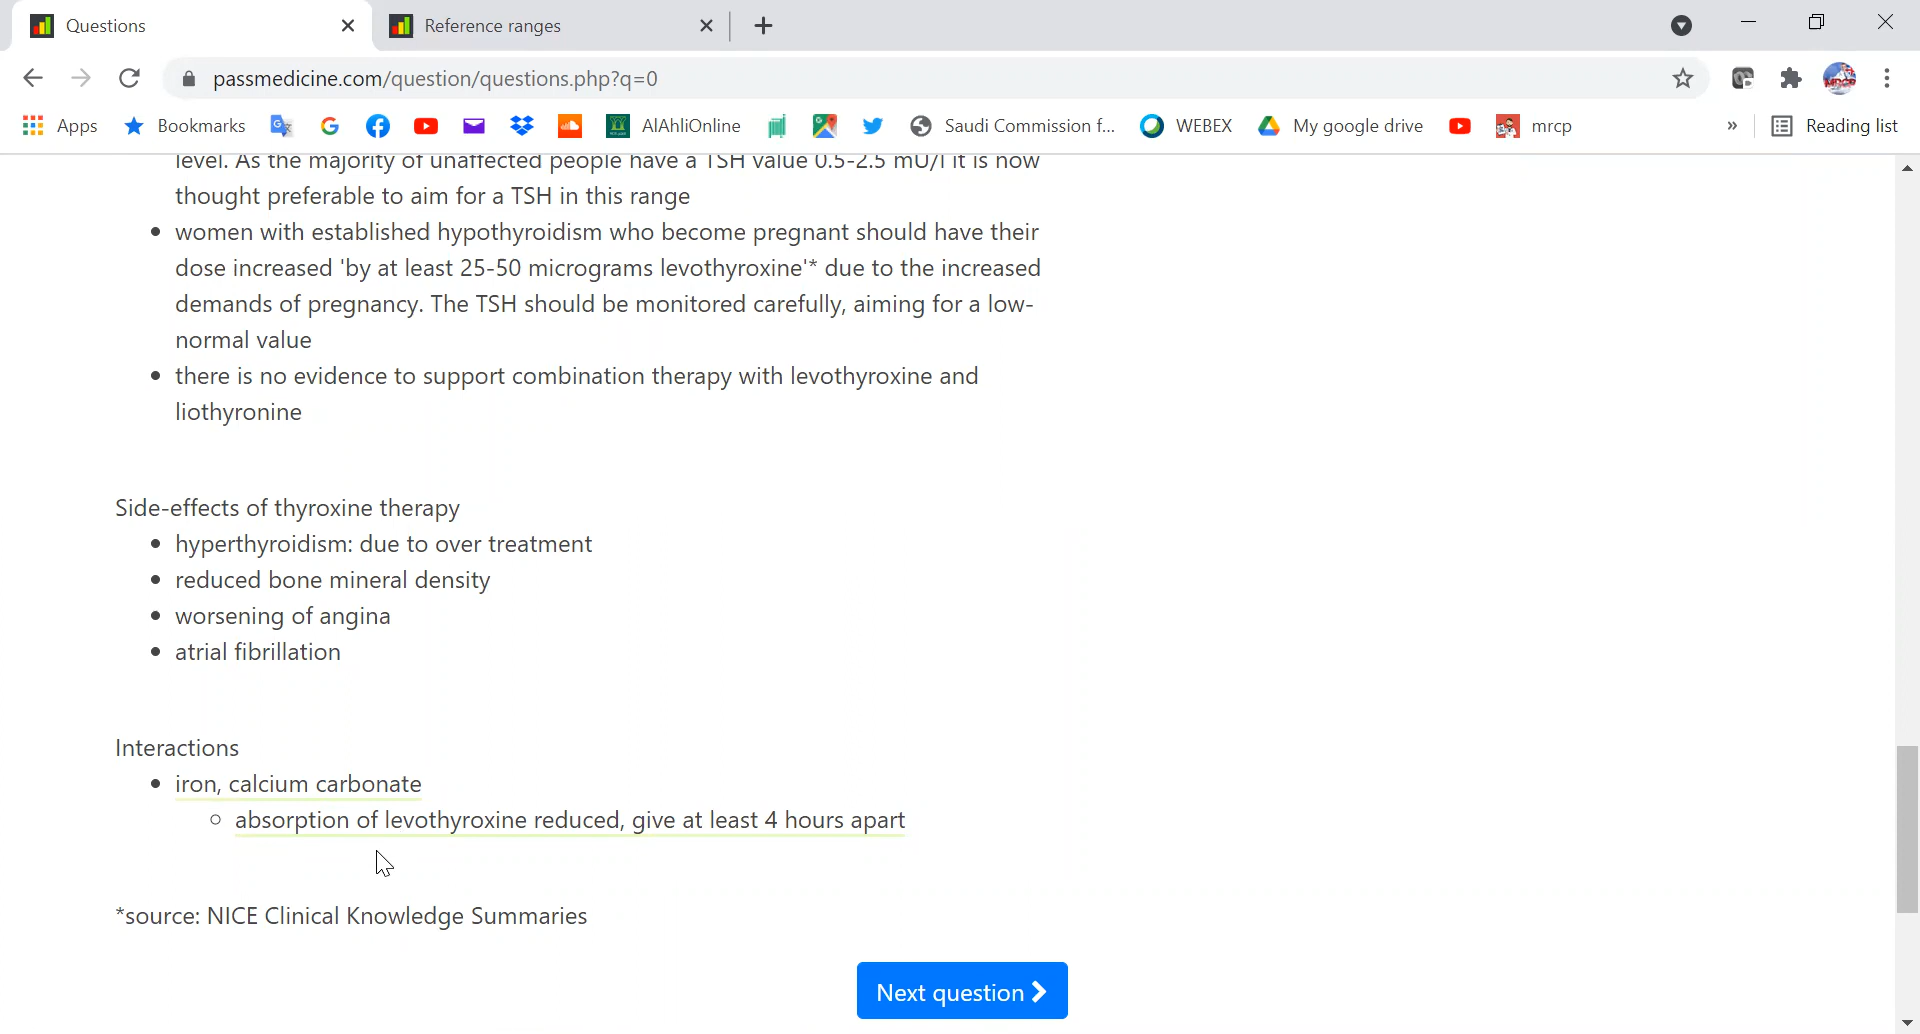 Questions
Reference ranges
passmedicine.com/question/questions.php?q=0
Apps
Bookmarks
AlAhliOnline
Saudi Commission f...
WEBEX
My google drive
mrcp
»
Reading list
level. As the majority of unaffected people have a TSH value 0.5-2.5 mU/l it is now
thought preferable to aim for a TSH in this range
• women with established hypothyroidism who become pregnant should have their
dose increased 'by at least 25-50 micrograms levothyroxine'* due to the increased
demands of pregnancy. The TSH should be monitored carefully, aiming for a low-
normal value
• there is no evidence to support combination therapy with levothyroxine and
liothyronine
Side-effects of thyroxine therapy
• hyperthyroidism: due to over treatment
• reduced bone mineral density
• worsening of angina
• atrial fibrillation
Interactions
• iron, calcium carbonate
○ absorption of levothyroxine reduced, give at least 4 hours apart
*source: NICE Clinical Knowledge Summaries
Next question